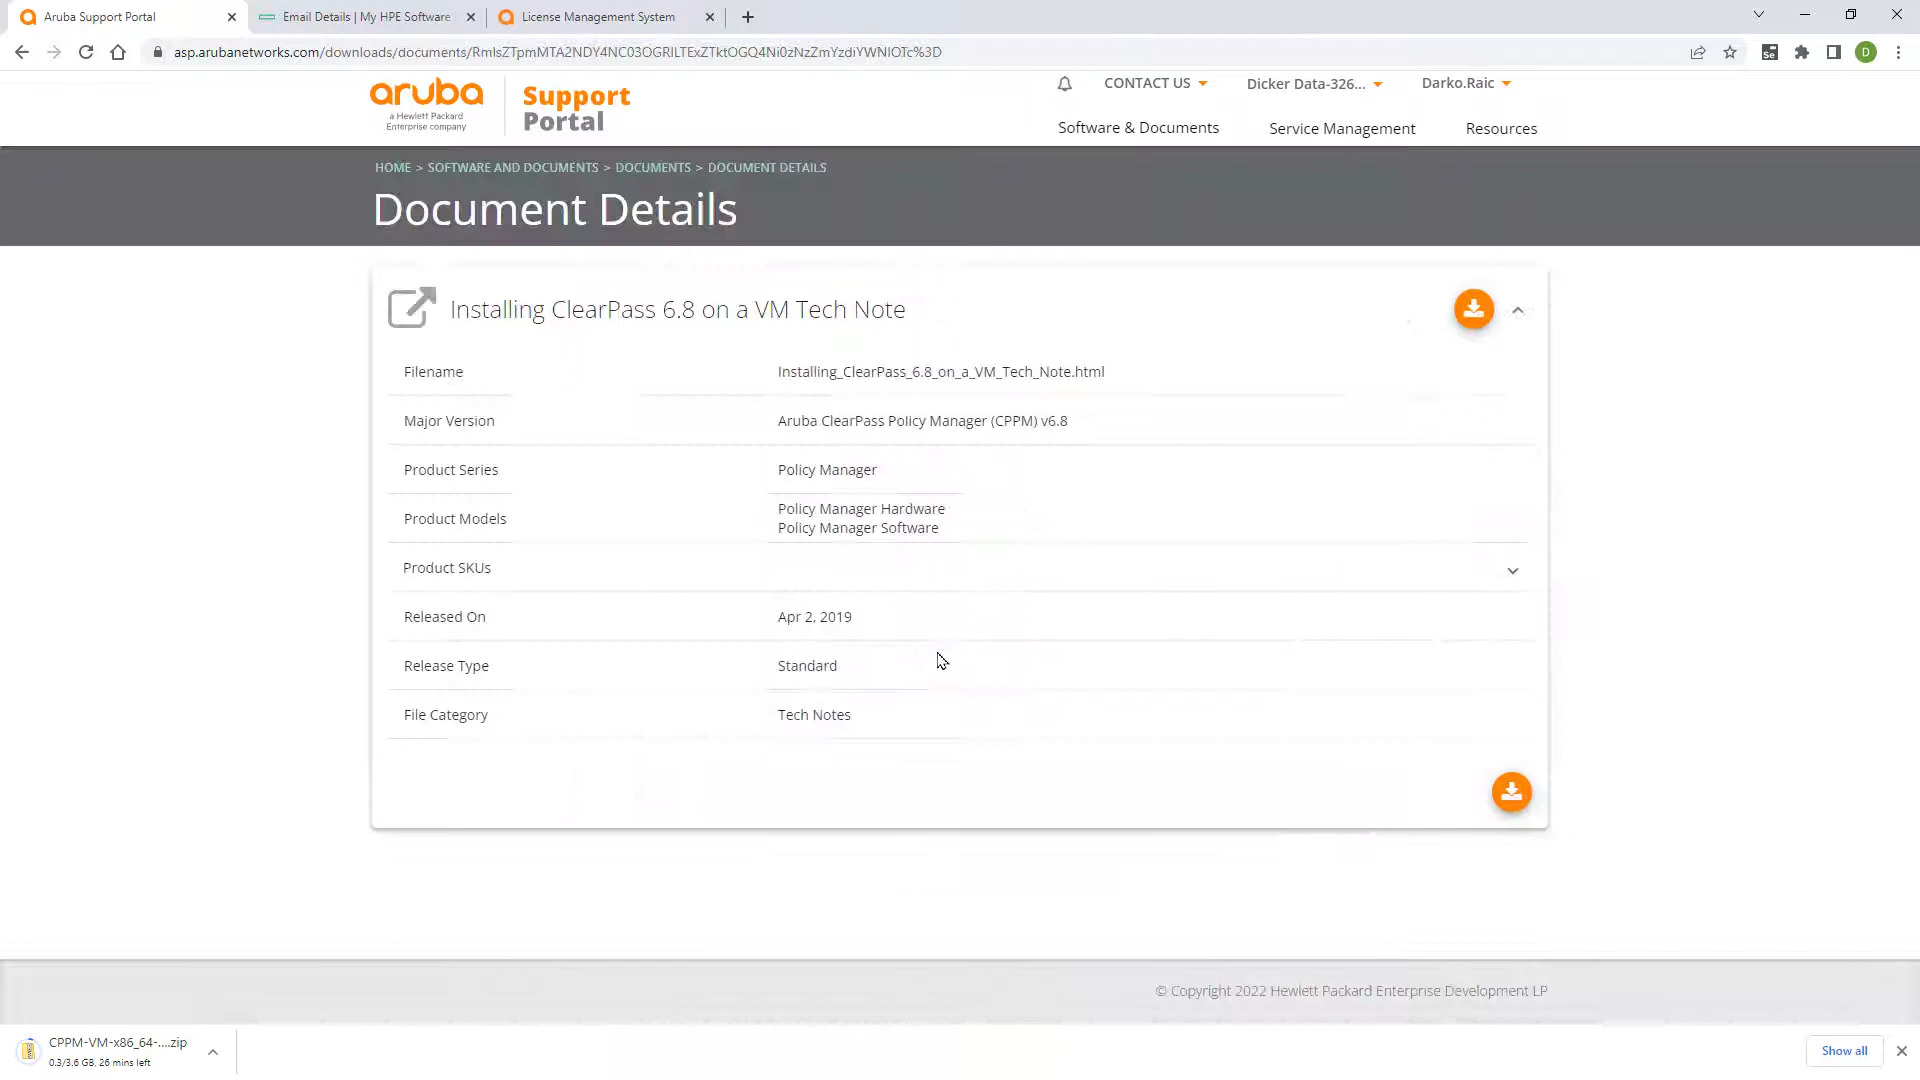 Aruba Support Portal
Email Details | My HPE Software
License Management System
asp.arubanetworks.com/downloads/documents/RmlsZTpmMTA2NDY4NC03OGRlLTExZTktOGQ4Ni0zNzZmYzdiYWNlOTc%3D
Se
D
aruba
a Hewlett Packard
Enterprise company
Support
Portal
CONTACT US
Dicker Data-326...
Darko.Raic
Software & Documents
Service Management
Resources
HOME > SOFTWARE AND DOCUMENTS > DOCUMENTS > DOCUMENT DETAILS
Document Details
Installing ClearPass 6.8 on a VM Tech Note
Filename Installing_ClearPass_6.8_on_a_VM_Tech_Note.html
Major Version Aruba ClearPass Policy Manager (CPPM) v6.8
Product Series Policy Manager
Product Models Policy Manager Hardware
Policy Manager Software
Product SKUs
Released On Apr 2, 2019
Release Type Standard
File Category Tech Notes
© Copyright 2022 Hewlett Packard Enterprise Development LP
CPPM-VM-x86_64-....zip
0.3/3.6 GB, 26 mins left
Show all